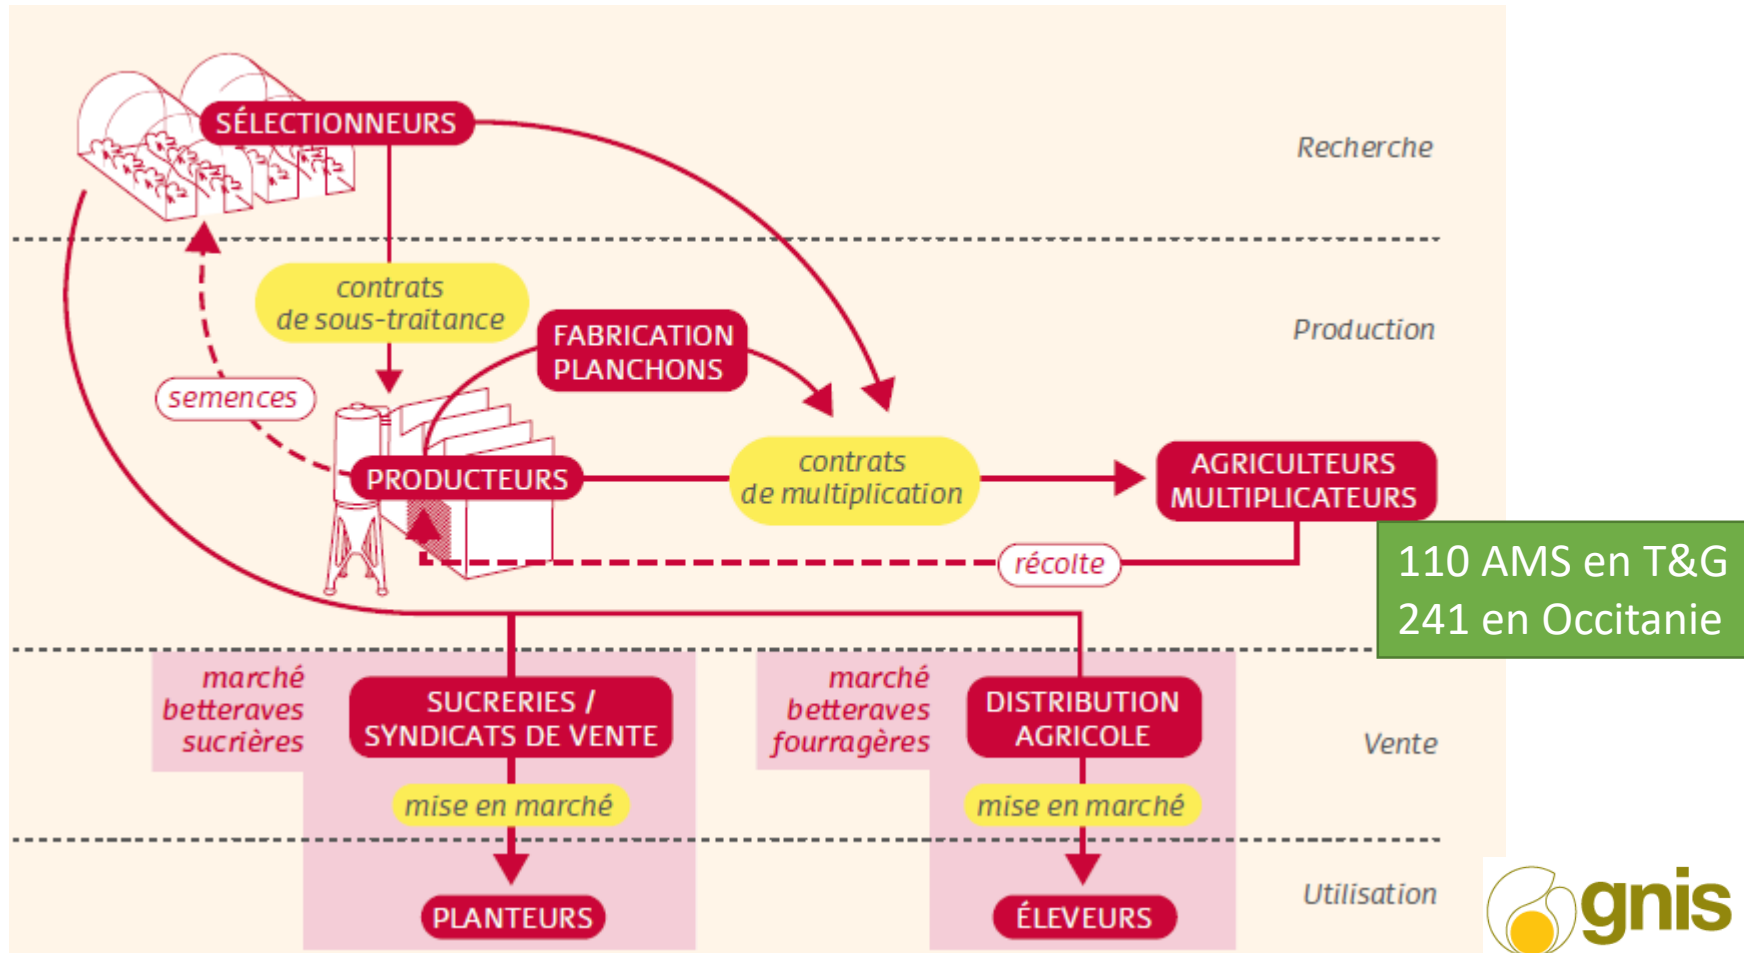 SÉLECTIONNEURS
Recherche
contrats
de sous-traitance
FABRICATION
PLANCHONS
Production
semences
PRODUCTEURS
contrats
de multiplication
AGRICULTEURS
MULTIPLICATEURS
récolte
110 AMS en T&G
241 en Occitanie
marché
betteraves
sucrières
SUCRERIES /
SYNDICATS DE VENTE
marché
betteraves
fourragères
DISTRIBUTION
AGRICOLE
Vente
mise en marché
mise en marché
Utilisation
PLANTEURS
ÉLEVEURS
gnis